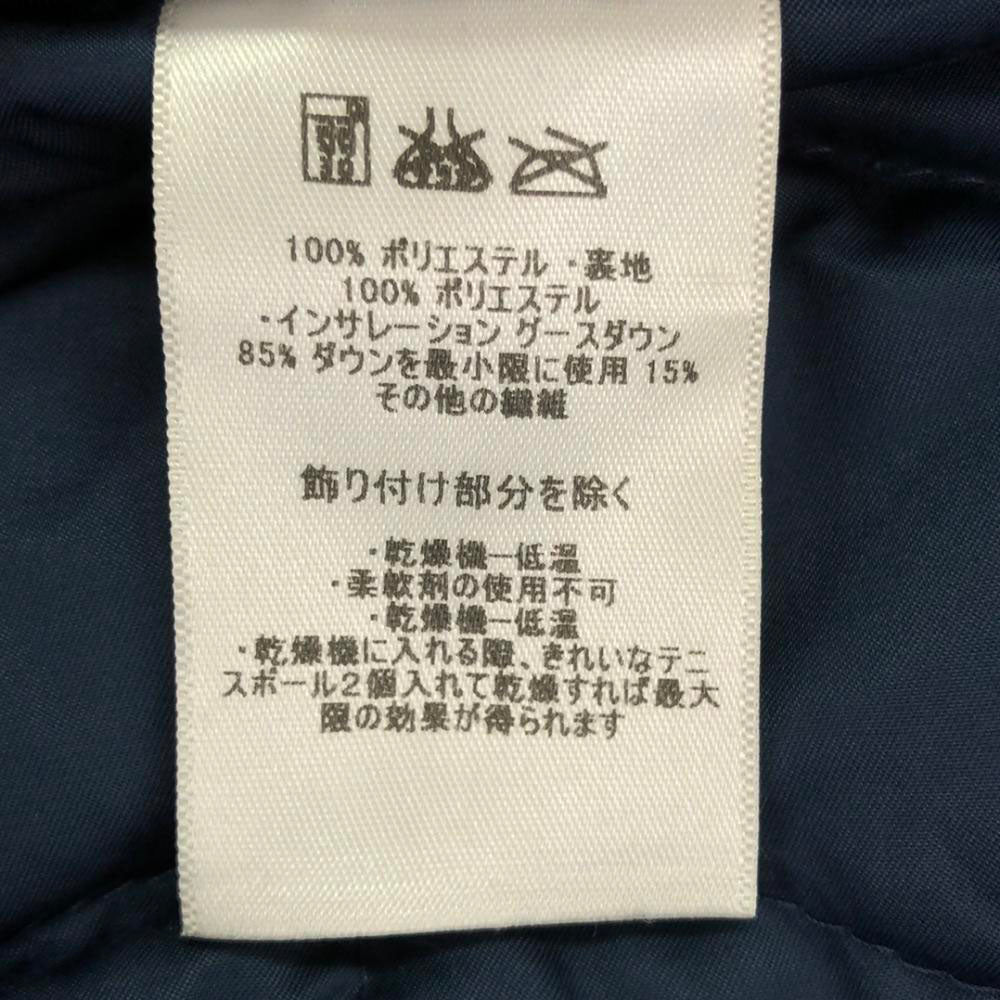 100% ポリエステル ・裏地
100% ポリエステル
・インサレーション グースダウン
85% ダウンを最小限に使用 15%
その他の繊維
飾り付け部分を除く
・乾燥機ー低温
・柔軟剤の使用不可
・乾燥機ー低温
・乾燥機に入れる際、きれいなテニ
スボール2個入れて乾燥すれば最大
限の効果が得られます